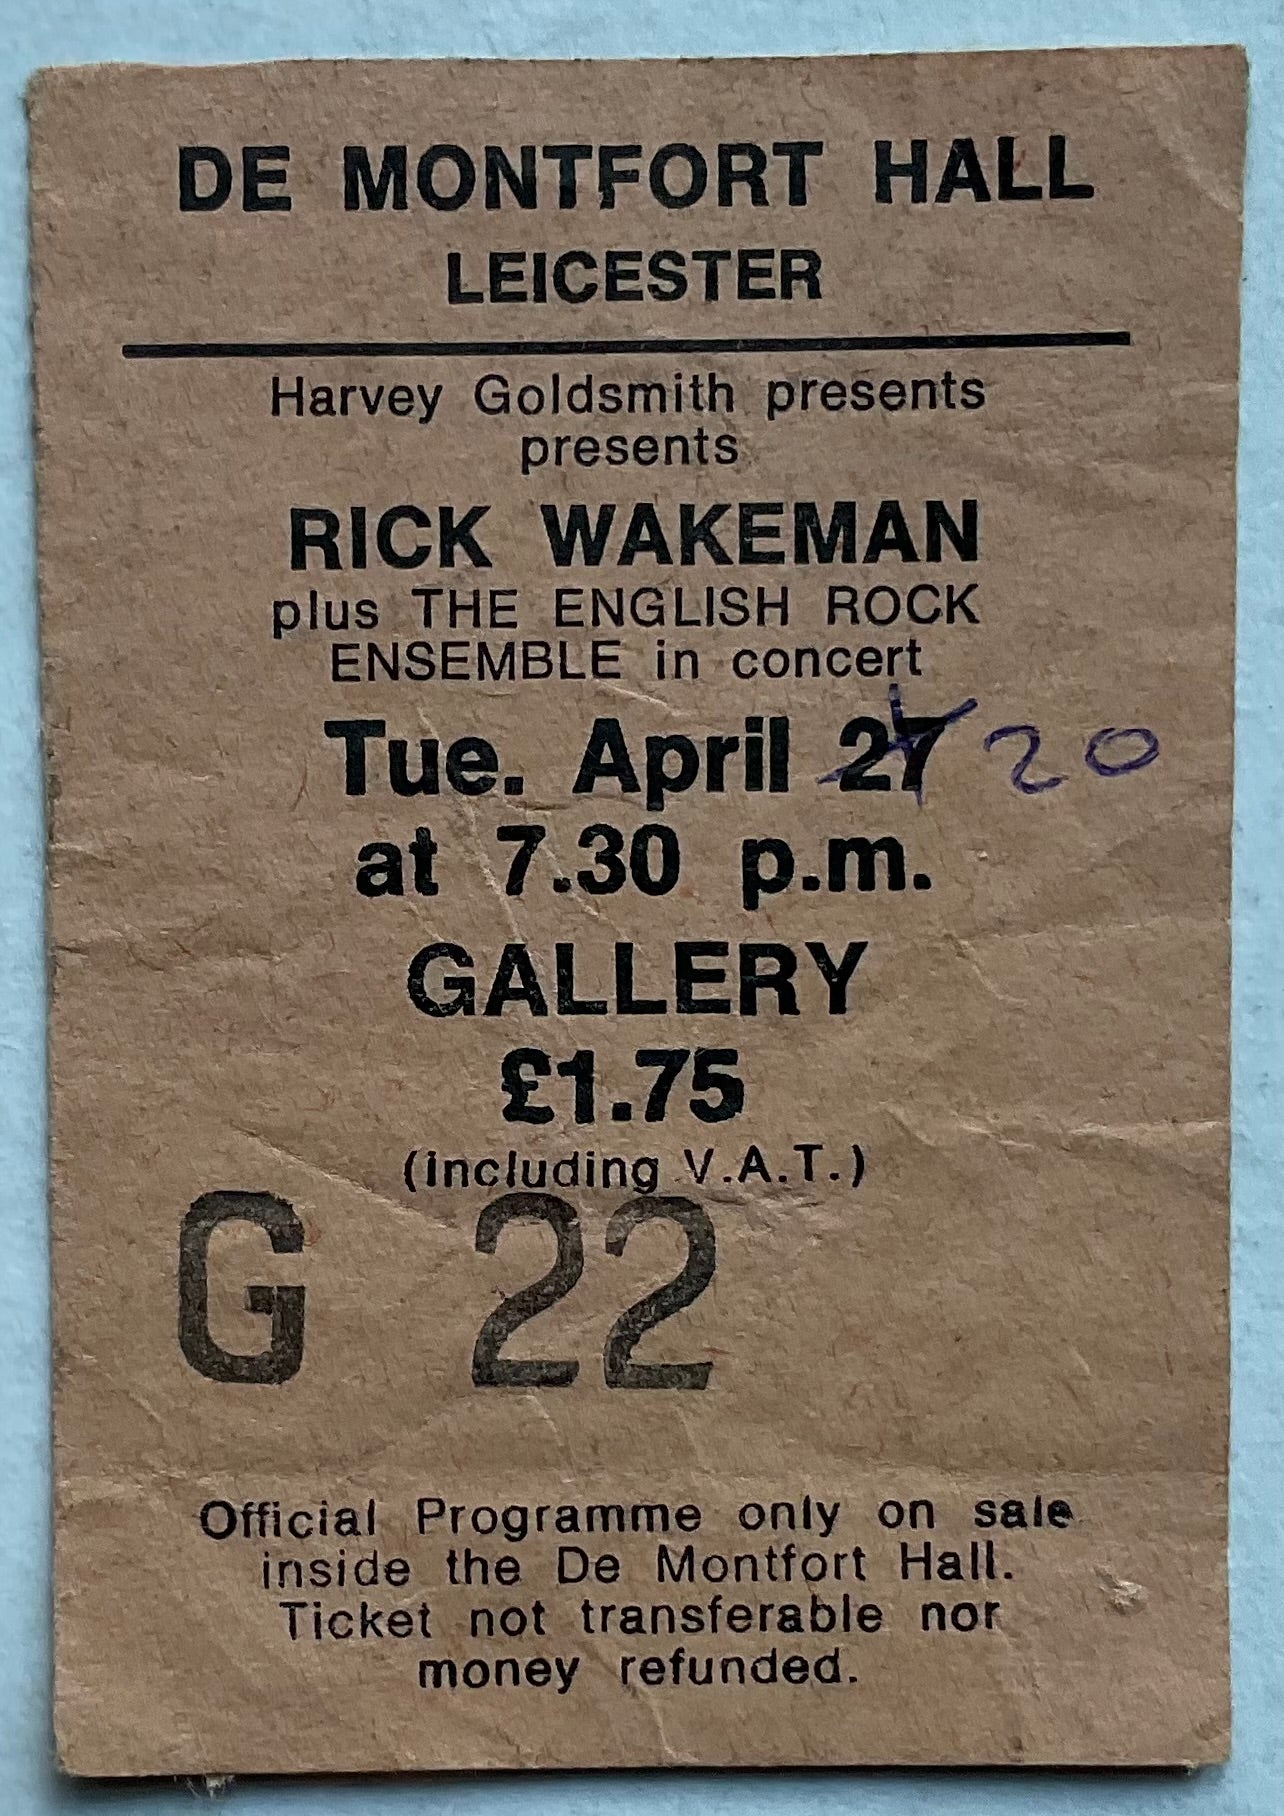 DE MONTFORT HALL
LEICESTER
Harvey Goldsmith presents
presents
RICK WAKEMAN
plus THE ENGLISH ROCK
ENSEMBLE in concert
Tue. April 27 20
at 7.30 p.m.
GALLERY
£1.75
(including V.A.T.)
G 22
Official Programme only on sale
inside the De Montfort Hall.
Ticket not transferable nor
money refunded.